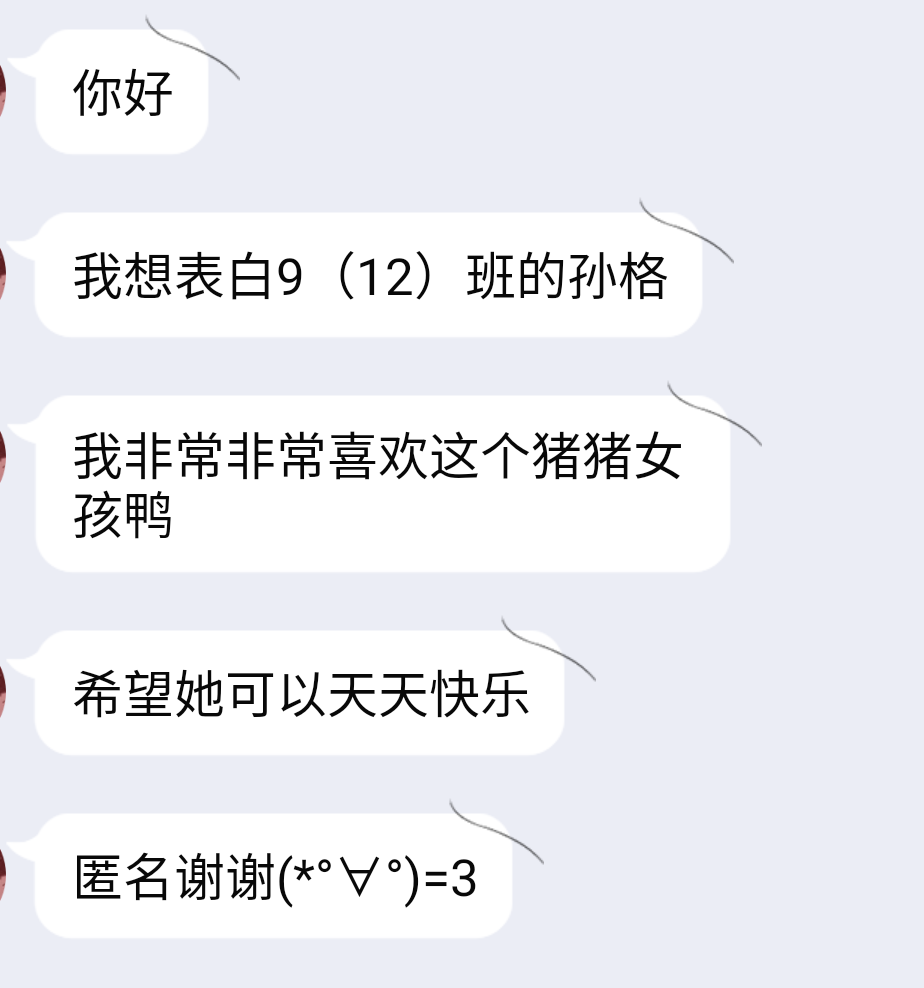 你好
我想表白9（12）班的孙格
我非常非常喜欢这个猪猪女
孩鸭
希望她可以天天快乐
匿名谢谢(*°∀°)=3